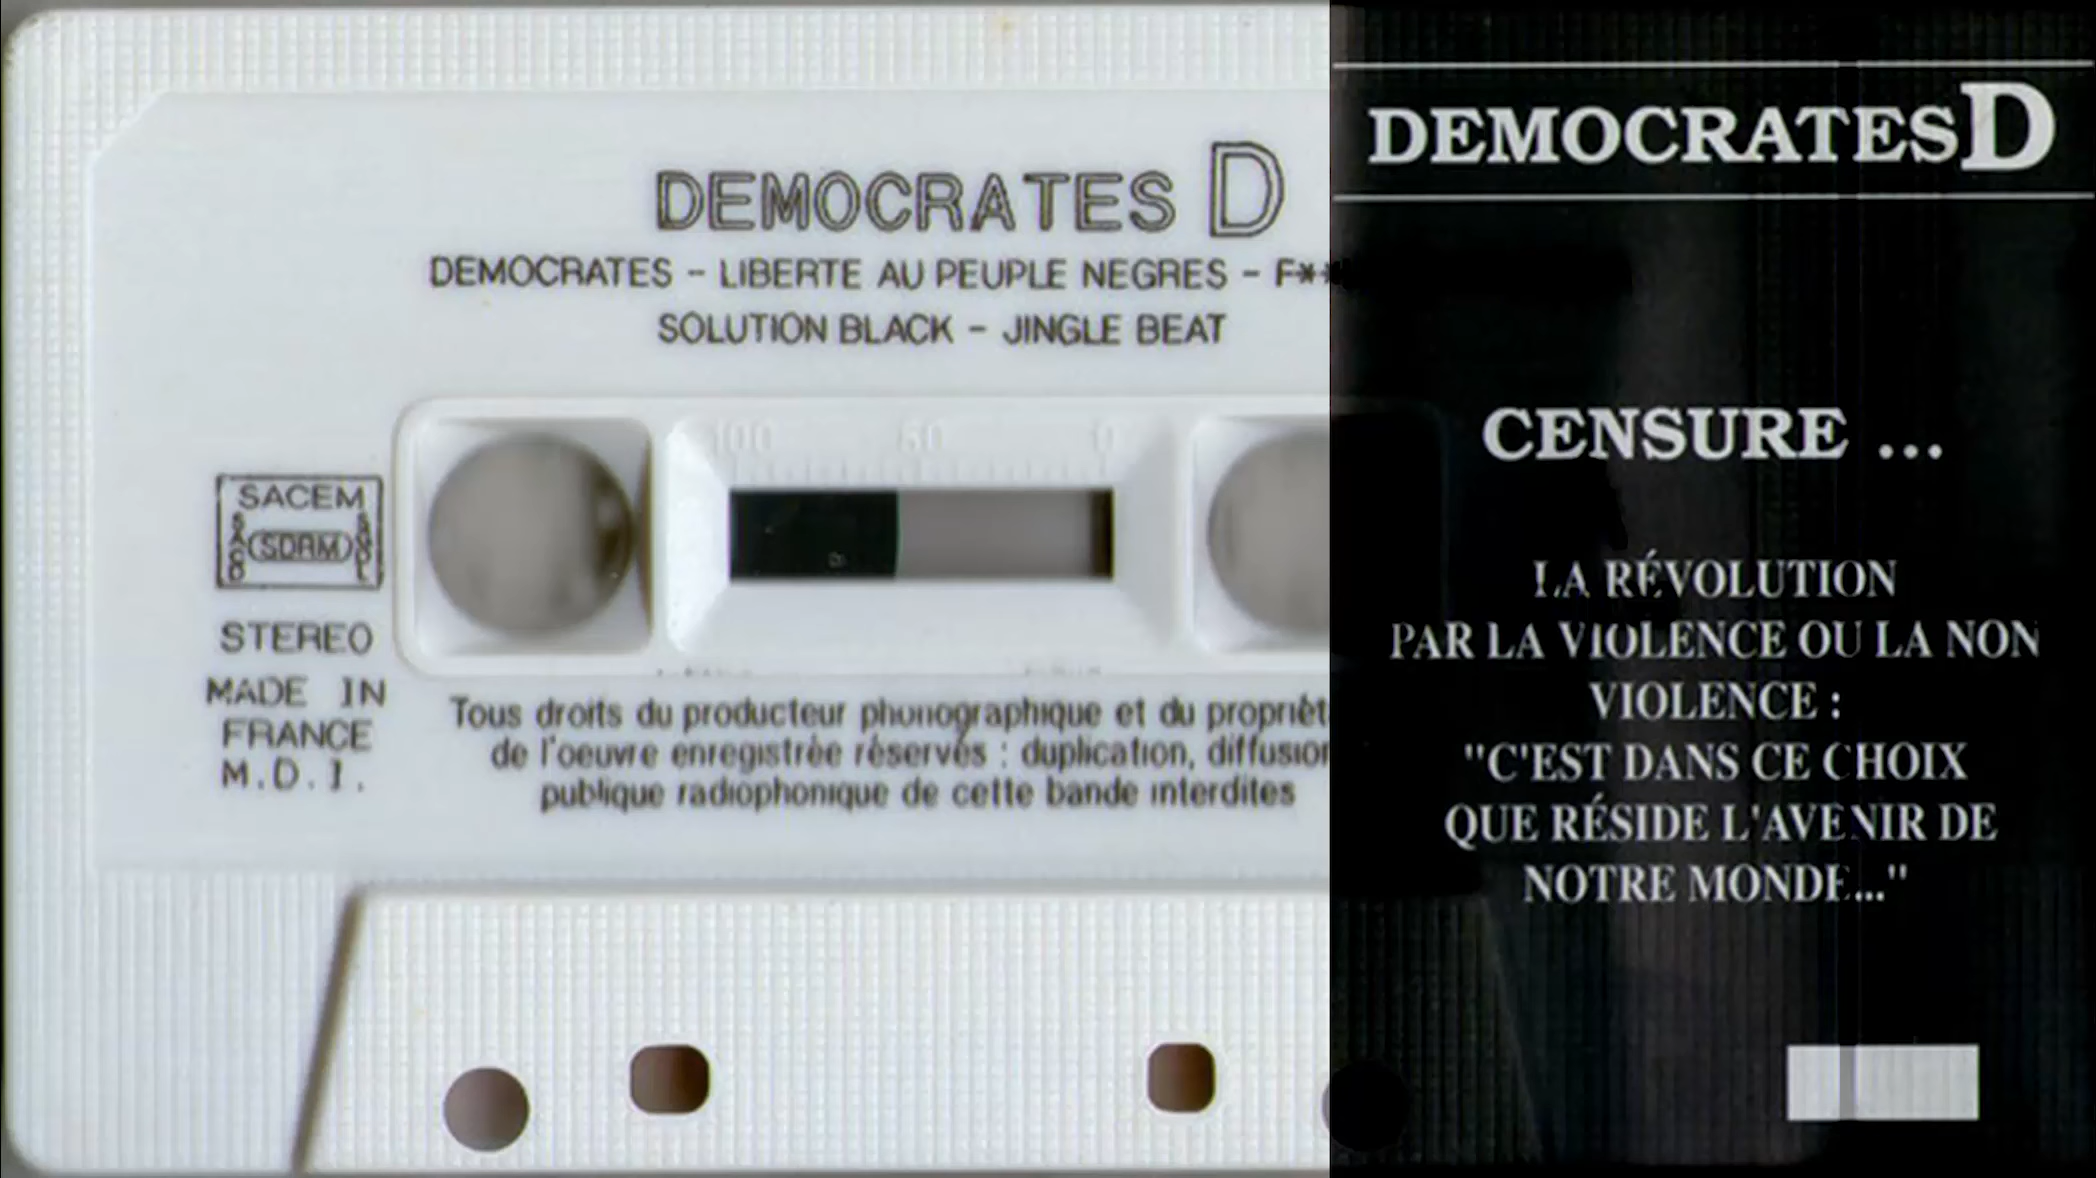 DEMOCRATES D
DEMOCRATES - LIBERTE AU PEUPLE NEGRES - F**
SOLUTION BLACK - JINGLE BEAT
100 50 0
SACEM
SACD SDRM SGDL
STEREO
MADE IN
FRANCE
M.D.I.
Tous droits du producteur phonographique et du propriét
de l'oeuvre enregistrée réservés : duplication, diffusion
publique radiophonique de cette bande interdites
DEMOCRATES D
CENSURE ...
LA RÉVOLUTION
PAR LA VIOLENCE OU LA NON
VIOLENCE :
"C'EST DANS CE CHOIX
QUE RÉSIDE L'AVENIR DE
NOTRE MONDE..."